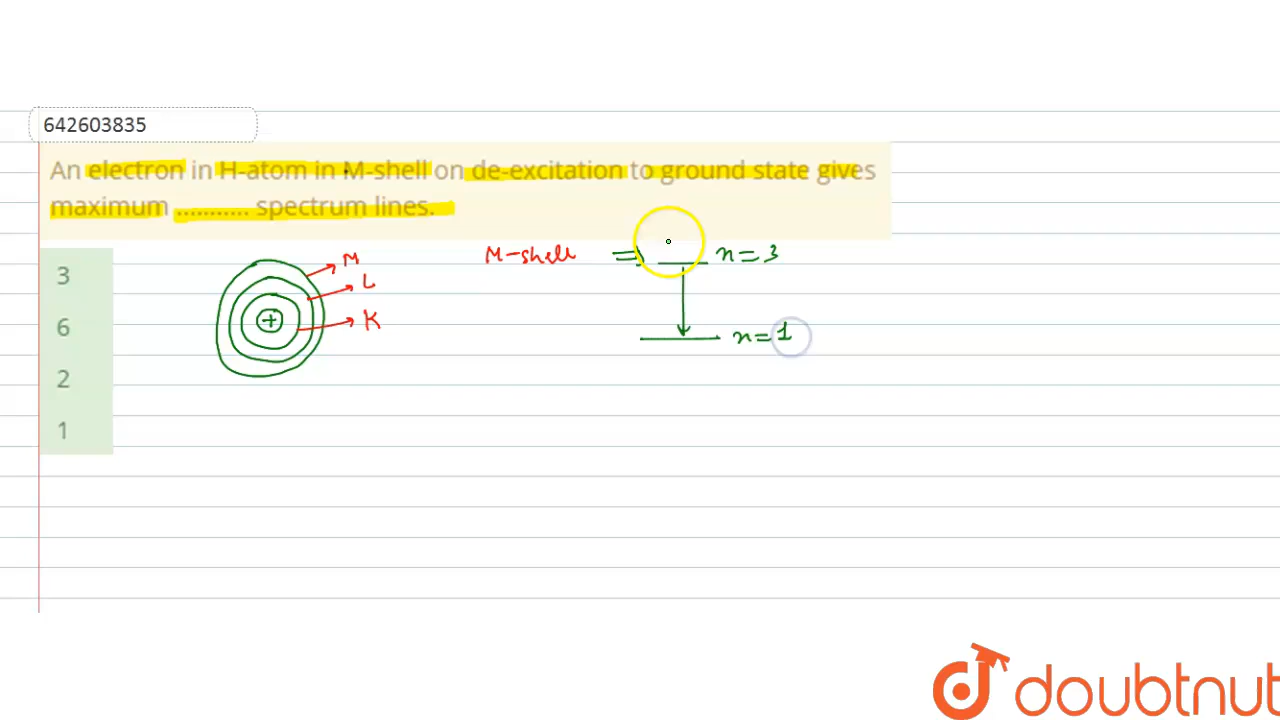 642603835
An electron in H-atom in M-shell on de-excitation to ground state gives
maximum ........... spectrum lines.
3
6
2
1
M
L
K
+
M-shell ⇒ n=3
n=1
doubtnut